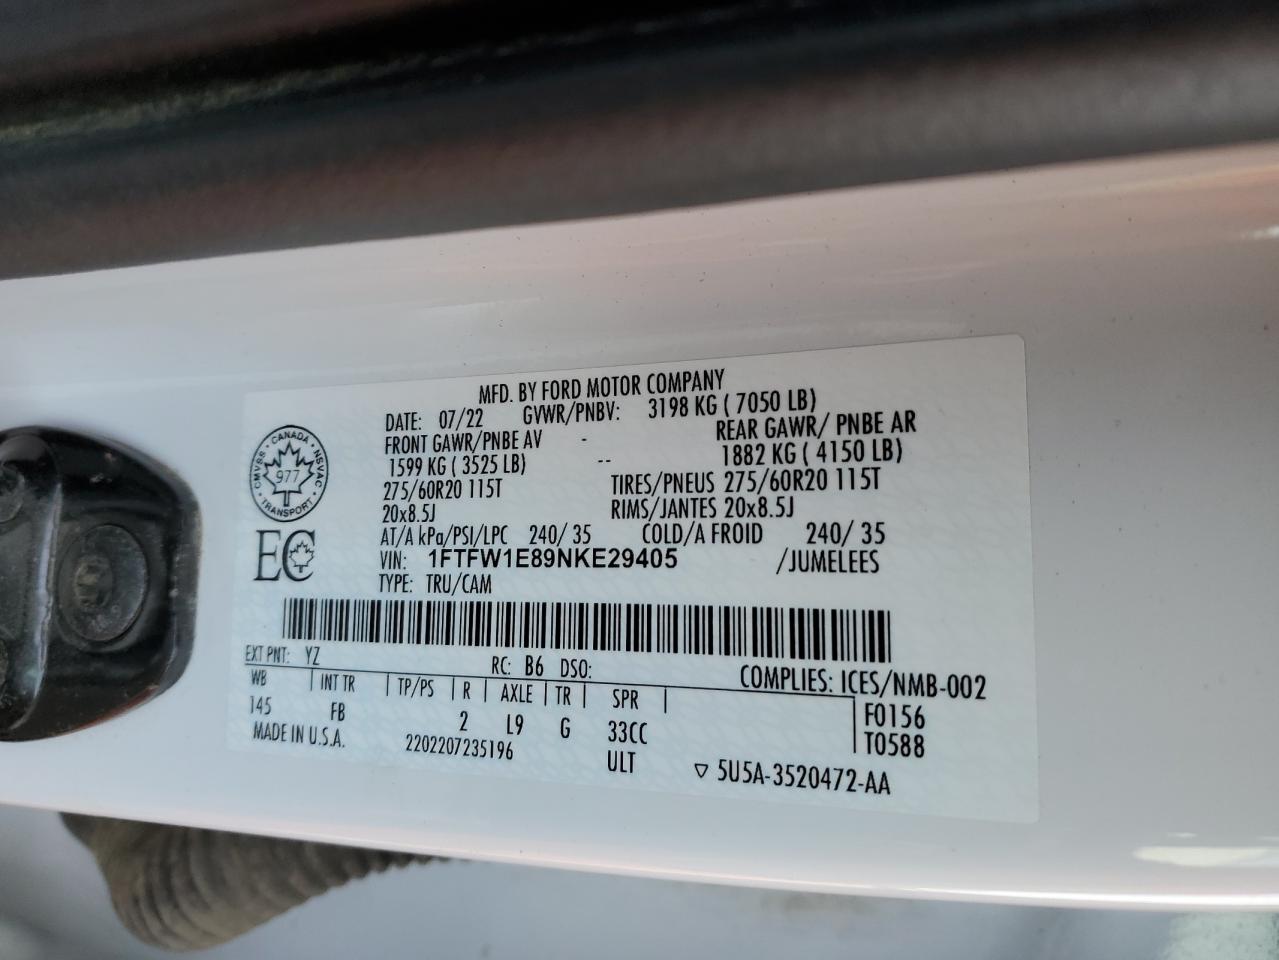 MFD. BY FORD MOTOR COMPANY
DATE: 07/22 GVWR/PNBV: 3198 KG ( 7050 LB)
FRONT GAWR/PNBE AV - REAR GAWR/ PNBE AR
1599 KG ( 3525 LB) -- 1882 KG ( 4150 LB)
275/60R20 115T TIRES/PNEUS 275/60R20 115T
20x8.5J RIMS/JANTES 20x8.5J
AT/A kPa/PSI/LPC 240/ 35 COLD/A FROID 240/ 35
VIN: 1FTFW1E89NKE29405 /JUMELEES
TYPE: TRU/CAM
CANADA
CMVSS NSVAC
977
TRANSPORT
EC
EXT PNT: YZ RC: B6 DSO: COMPLIES: ICES/NMB-002
WB | INT TR | TP/PS | R | AXLE | TR | SPR | F0156
145 FB 2 L9 G 33CC T0588
MADE IN U.S.A. 2202207235196 ULT ▽ 5U5A-3520472-AA